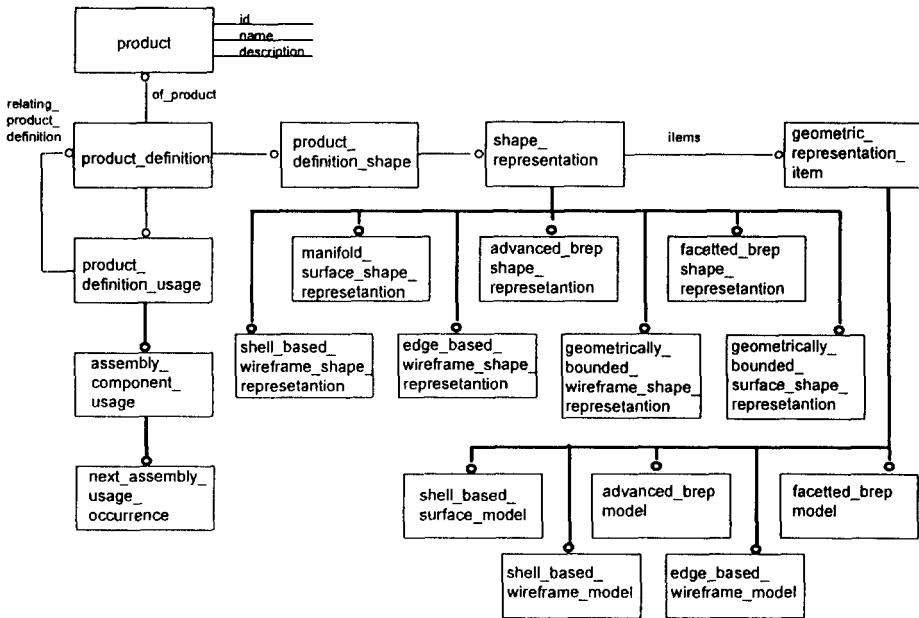 id
name
description
product
of_product
relating_
product_
definition
product_definition
product_
definition_shape
shape_
representation
items
geometric_
representation_
item
product_
definition_usage
manifold_
surface_shape_
represetantion
advanced_brep
shape_
represetantion
facetted_brep
shape_
represetantion
shell_based_
wireframe_shape_
represetantion
edge_based_
wireframe_shape_
represetantion
geometrically_
bounded_
wireframe_shape_
represetantion
geometrically_
bounded_
surface_shape_
represetantion
assembly_
component_
usage
next_assembly_
usage_
occurrence
shell_based_
surface_model
advanced_brep
model
facetted_brep
model
shell_based_
wireframe_model
edge_based_
wireframe_model